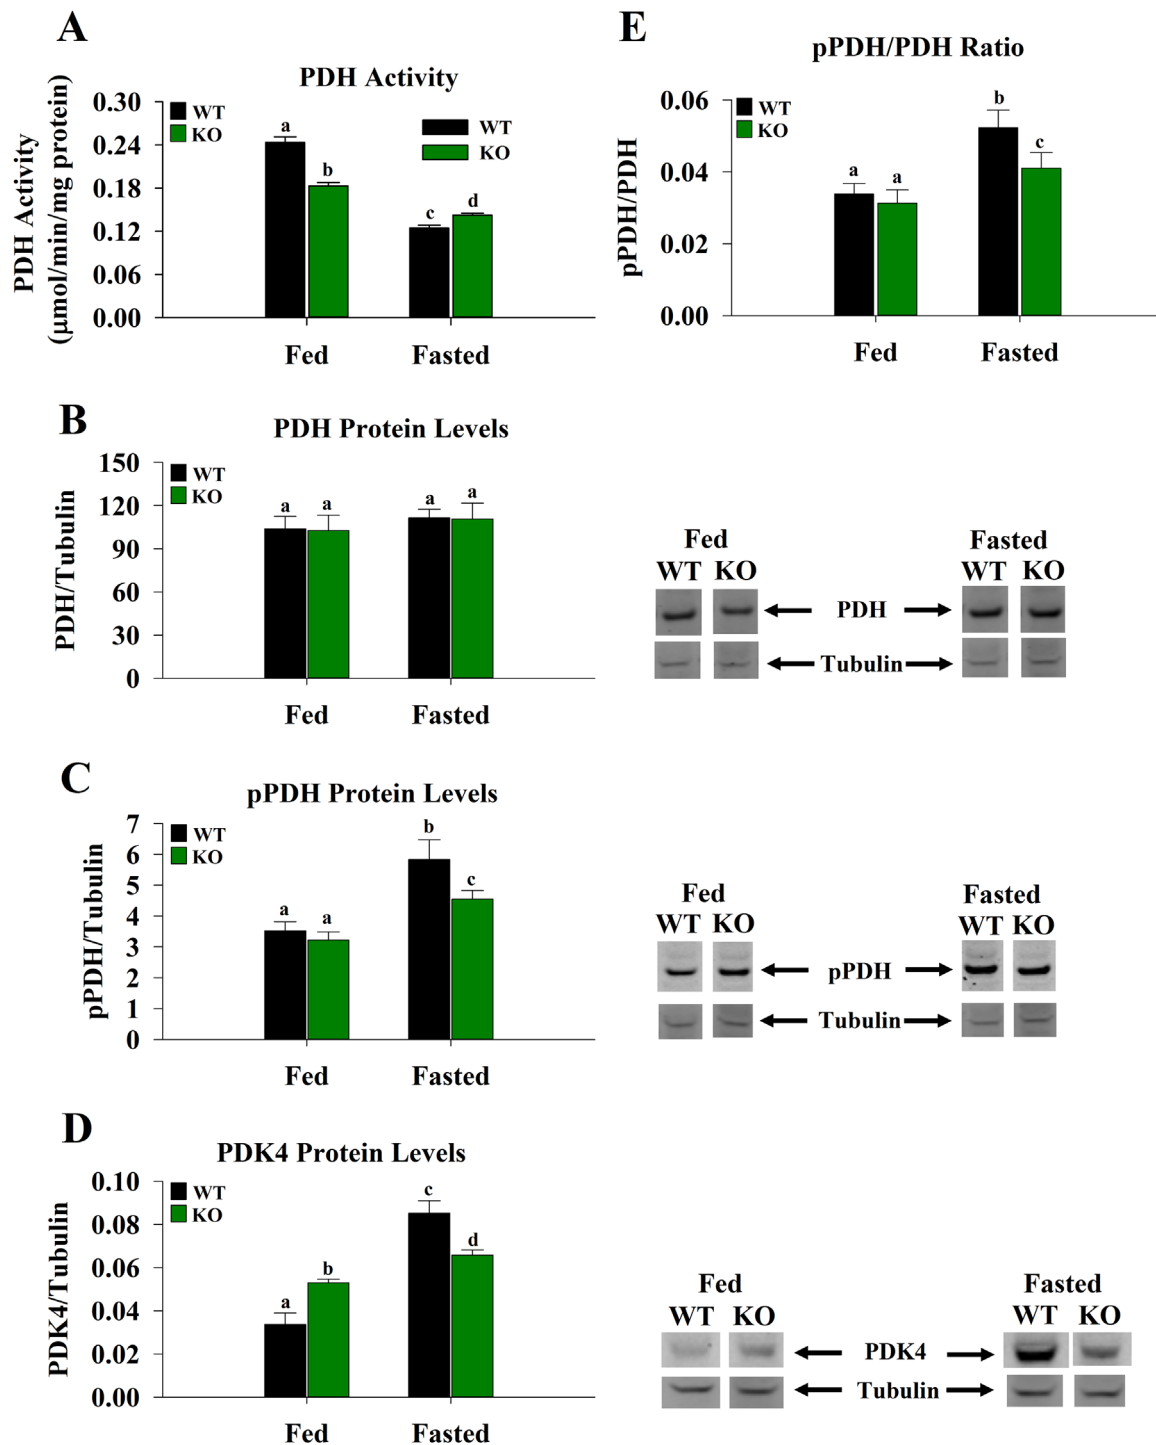 A
PDH Activity
PDH Activity
(µmol/min/mg protein)
0.30
0.24
0.18
0.12
0.06
0.00
WT
KO
WT
KO
a
b
c
d
Fed
Fasted
E
pPDH/PDH Ratio
pPDH/PDH
0.06
0.04
0.02
0.00
WT
KO
a
a
b
c
Fed
Fasted
B
PDH Protein Levels
PDH/Tubulin
150
120
90
60
30
0
WT
KO
a
a
a
a
Fed
Fasted
Fed
Fasted
WT KO
WT KO
PDH
Tubulin
C
pPDH Protein Levels
pPDH/Tubulin
7
6
5
4
3
2
1
0
WT
KO
a
a
b
c
Fed
Fasted
Fed
Fasted
WT KO
WT KO
pPDH
Tubulin
D
PDK4 Protein Levels
PDK4/Tubulin
0.10
0.08
0.06
0.04
0.02
0.00
WT
KO
a
b
c
d
Fed
Fasted
Fed
Fasted
WT KO
WT KO
PDK4
Tubulin